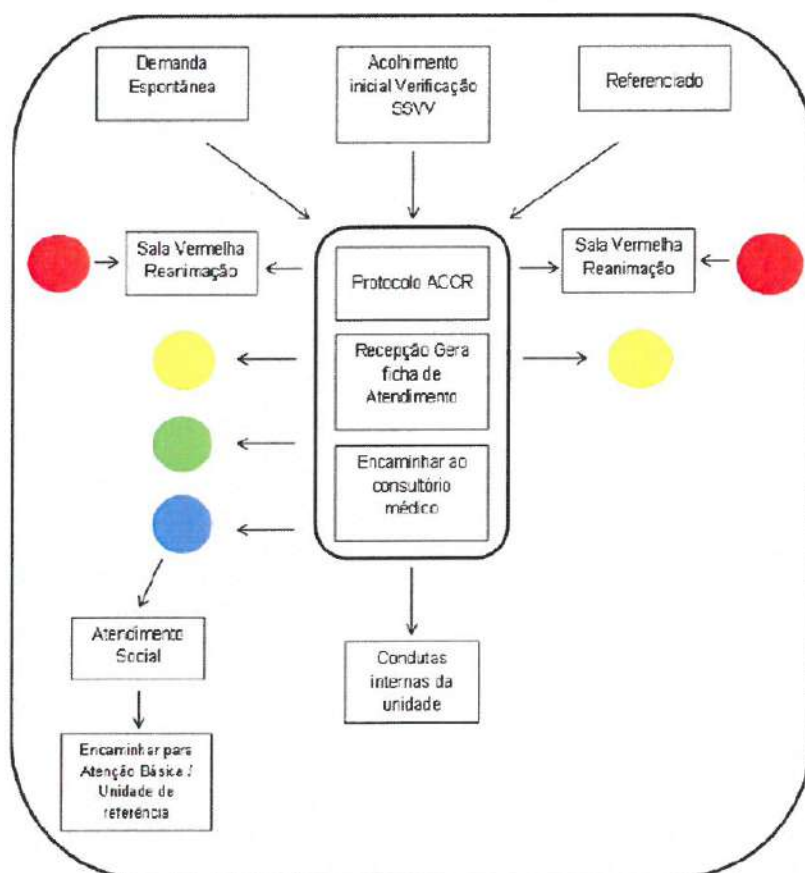 Demanda
Espontânea
Acolhimento
inicial Verificação
SSVV
Referenciado
Sala Vermelha
Reanimação
Sala Vermelha
Reanimação
Protocolo ACCR
Recepção Gera
ficha de
Atendimento
Encaminhar ao
consultório
médico
Atendimento
Social
Condutas
internas da
unidade
Encaminhar para
Atenção Básica /
Unidade de
referência